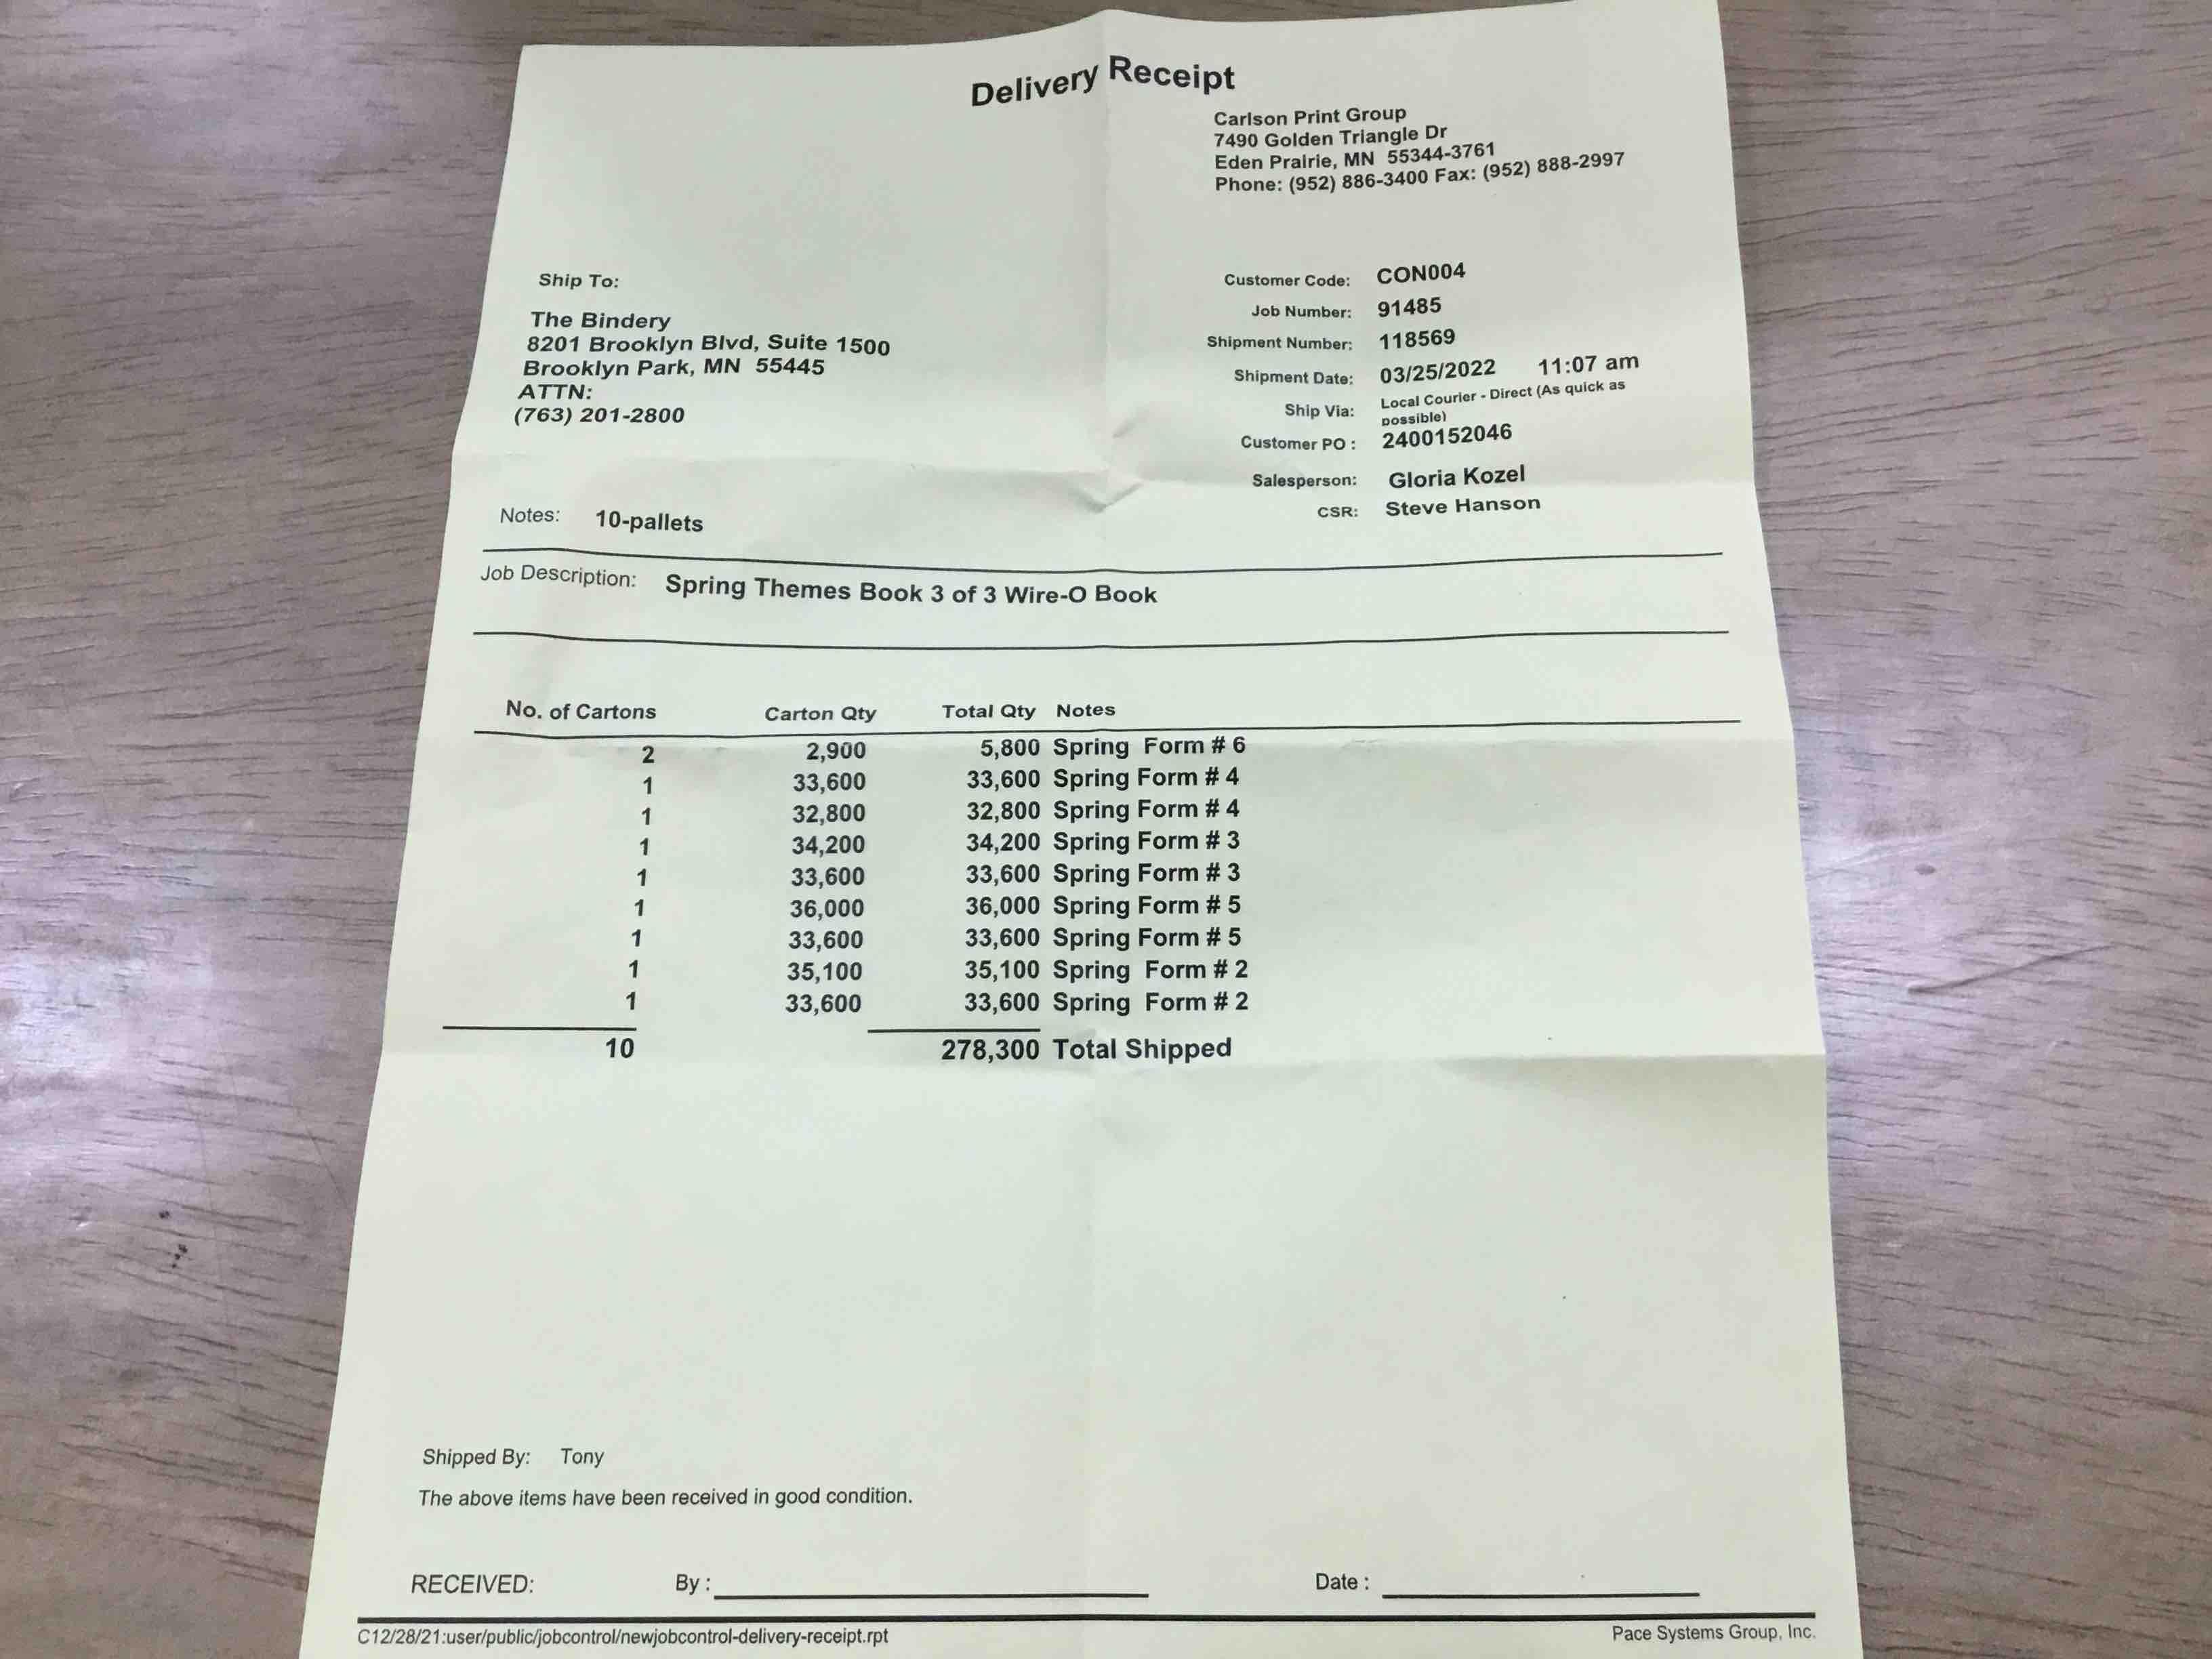 Delivery Receipt
Carlson Print Group
7490 Golden Triangle Dr
Eden Prairie, MN 55344-3761
Phone: (952) 886-3400 Fax: (952) 888-2997
Ship To:
The Bindery
8201 Brooklyn Blvd, Suite 1500
Brooklyn Park, MN 55445
ATTN:
(763) 201-2800
Customer Code: CON004
Job Number: 91485
Shipment Number: 118569
Shipment Date: 03/25/2022 11:07 am
Ship Via: Local Courier - Direct (As quick as
possible)
Customer PO : 2400152046
Salesperson: Gloria Kozel
CSR: Steve Hanson
Notes: 10-pallets
Job Description: Spring Themes Book 3 of 3 Wire-O Book
No. of Cartons Carton Qty Total Qty Notes
2 2,900 5,800 Spring Form # 6
1 33,600 33,600 Spring Form # 4
1 32,800 32,800 Spring Form # 4
1 34,200 34,200 Spring Form # 3
1 33,600 33,600 Spring Form # 3
1 36,000 36,000 Spring Form # 5
1 33,600 33,600 Spring Form # 5
1 35,100 35,100 Spring Form # 2
1 33,600 33,600 Spring Form # 2
10 278,300 Total Shipped
Shipped By: Tony
The above items have been received in good condition.
RECEIVED: By : Date :
C12/28/21:user/public/jobcontrol/newjobcontrol-delivery-receipt.rpt Pace Systems Group, Inc.